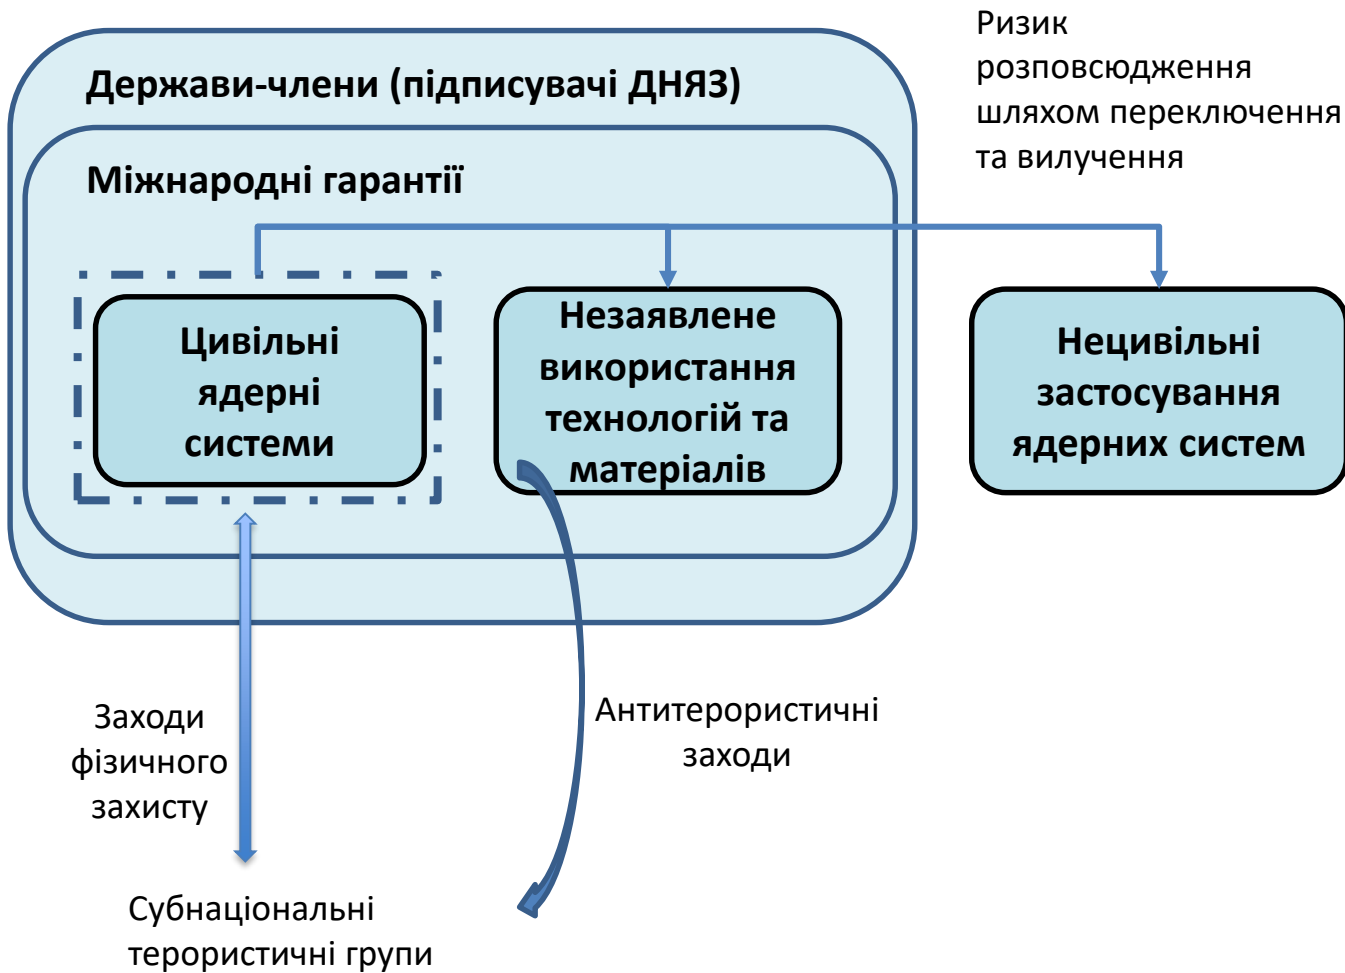 Держави-члени (підписувачі ДНЯЗ)
Міжнародні гарантії
Ризик
розповсюдження
шляхом переключення
та вилучення
Цивільні
ядерні
системи
Незаявлене
використання
технологій та
матеріалів
Нецивільні
застосування
ядерних систем
Заходи
фізичного
захисту
Антитерористичні
заходи
Субнаціональні
терористичні групи